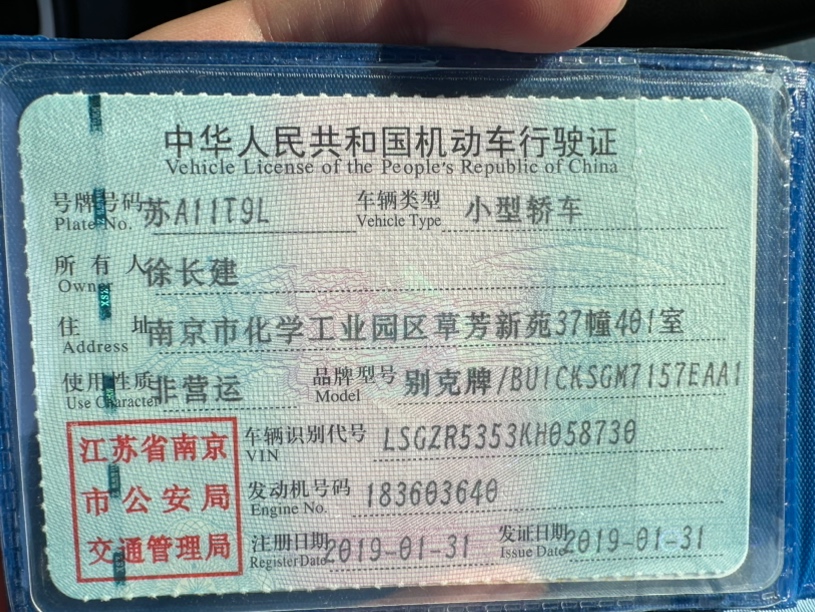 中华人民共和国机动车行驶证
Vehicle License of the People's Republic of China
号牌号码 苏A11T9L 车辆类型 小型轿车
Plate No. Vehicle Type
所有人 徐长建
Owner
住址 南京市化学工业园区草芳新苑37幢401室
Address
使用性质 非营运 品牌型号 别克牌/BUICKSGM7157EAA1
Use Character Model
江苏省南京
市公安局
交通管理局
车辆识别代号 LSGZR5353KH058730
VIN
发动机号码 183603640
Engine No.
注册日期 2019-01-31 发证日期 2019-01-31
Register Date Issue Date